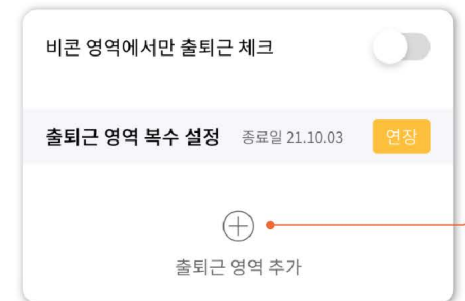 비콘 영역에서만 출퇴근 체크
출퇴근 영역 복수 설정 종료일 21.10.03 연장
출퇴근 영역 추가